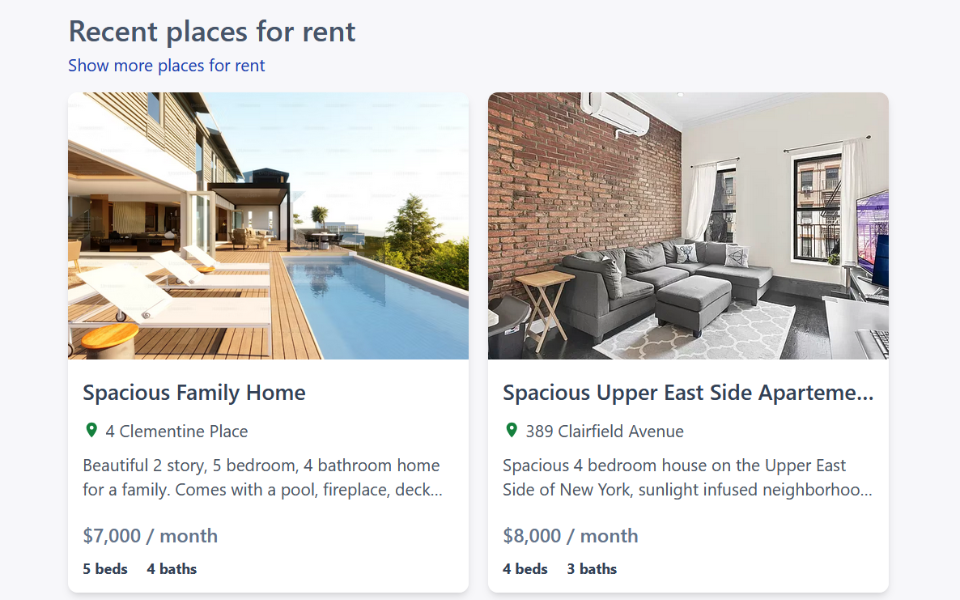 Recent places for rent
Show more places for rent
Spacious Family Home
4 Clementine Place
Beautiful 2 story, 5 bedroom, 4 bathroom home
for a family. Comes with a pool, fireplace, deck...
$7,000 / month
5 beds 4 baths
Spacious Upper East Side Aparteme...
389 Clairfield Avenue
Spacious 4 bedroom house on the Upper East
Side of New York, sunlight infused neighborhoo...
$8,000 / month
4 beds 3 baths